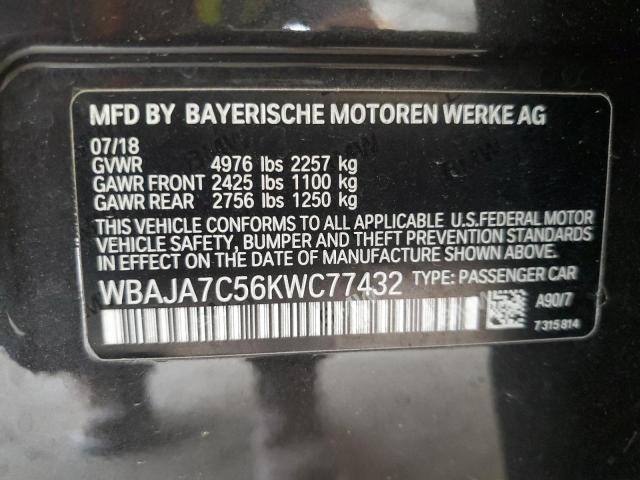 MFD BY BAYERISCHE MOTOREN WERKE AG
07/18
GVWR 4976 lbs 2257 kg
GAWR FRONT 2425 lbs 1100 kg
GAWR REAR 2756 lbs 1250 kg
THIS VEHICLE CONFORMS TO ALL APPLICABLE U.S.FEDERAL MOTOR
VEHICLE SAFETY, BUMPER AND THEFT PREVENTION STANDARDS
IN EFFECT ON THE DATE OF MANUFACTURE SHOWN ABOVE.
WBAJA7C56KWC77432 TYPE: PASSENGER CAR
A90/7
7315814